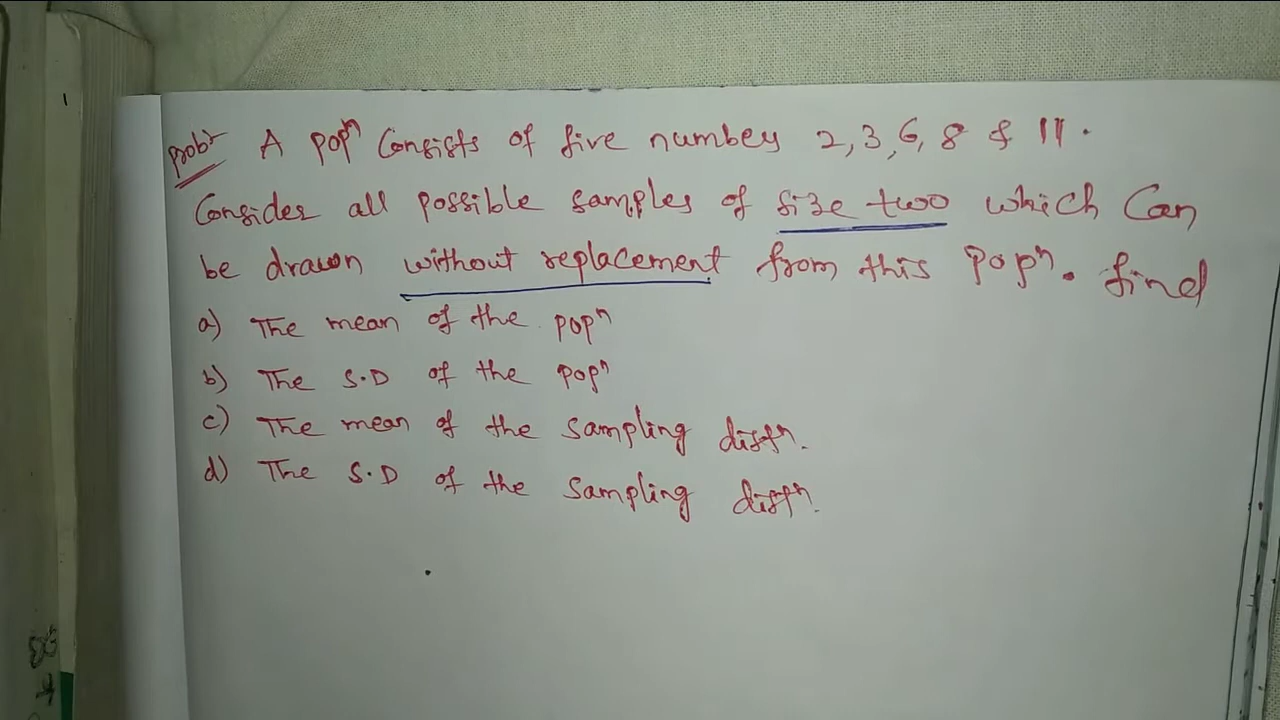 prob:- A popⁿ Consists of five numbers 2, 3, 6, 8 & 11.
Consider all possible samples of size two which can
be drawn without replacement from this popⁿ. find
a) The mean of the popⁿ
b) The S.D of the popⁿ
c) The mean of the sampling distⁿ.
d) The S.D of the sampling distⁿ.